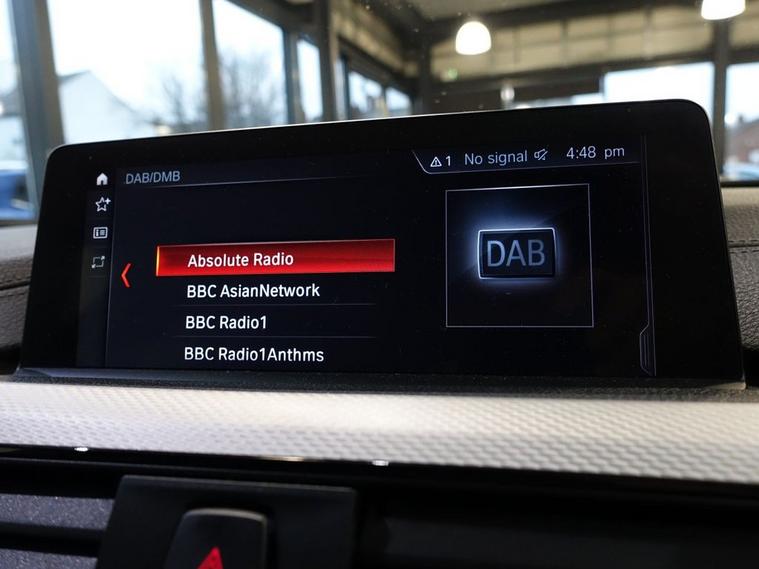 DAB/DMB
1 No signal 4:48 pm
Absolute Radio
DAB
BBC AsianNetwork
BBC Radio1
BBC Radio1Anthms